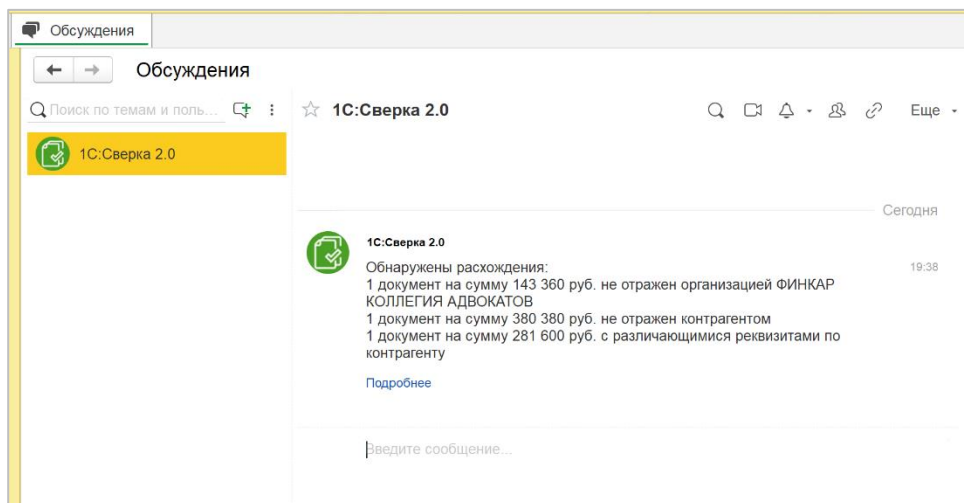 Обсуждения
Обсуждения
Поиск по темам и поль...
1С:Сверка 2.0
Еще
1С:Сверка 2.0
Сегодня
1С:Сверка 2.0
Обнаружены расхождения:
19:38
1 документ на сумму 143 360 руб. не отражен организацией ФИНКАР
КОЛЛЕГИЯ АДВОКАТОВ
1 документ на сумму 380 380 руб. не отражен контрагентом
1 документ на сумму 281 600 руб. с различающимися реквизитами по
контрагенту
Подробнее
Введите сообщение...